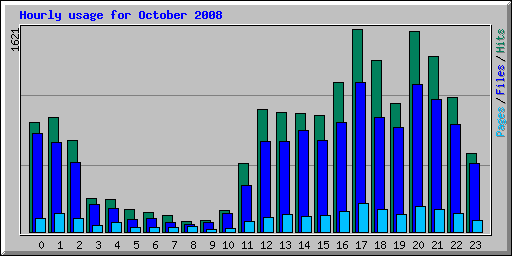 Hourly usage for October 2008
1621
Pages/Files/Hits
0 1 2 3 4 5 6 7 8 9 10 11 12 13 14 15 16 17 18 19 20 21 22 23